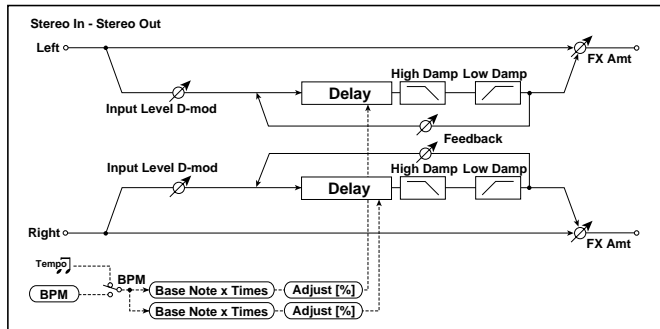 Stereo In - Stereo Out
Left
FX Amt
Input Level D-mod
Delay
High Damp
Low Damp
Feedback
Input Level D-mod
Delay
High Damp
Low Damp
Right
FX Amt
Tempo
BPM
BPM
Base Note x Times
Adjust [%]
Base Note x Times
Adjust [%]